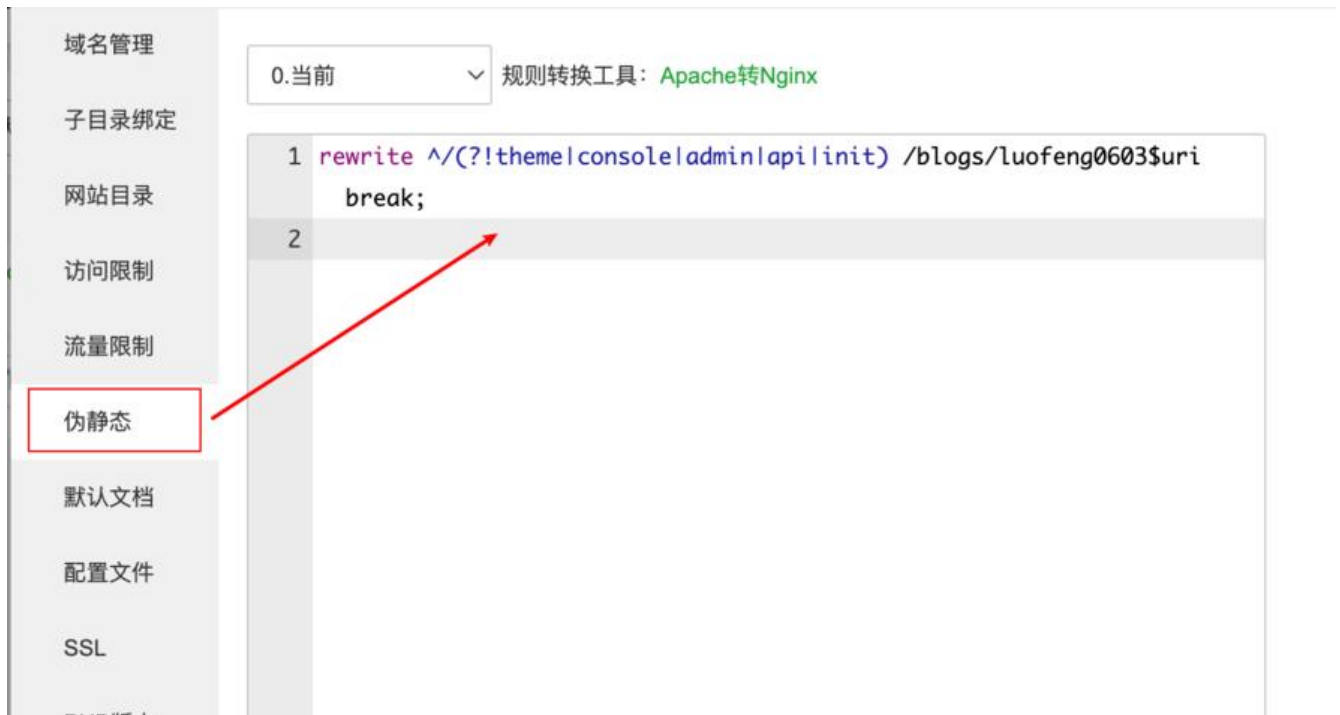 域名管理
子目录绑定
网站目录
访问限制
流量限制
伪静态
默认文档
配置文件
SSL
0.当前 规则转换工具：Apache转Nginx
1 rewrite ^/(?!theme|console|admin|api|init) /blogs/luofeng0603$uri
break;
2